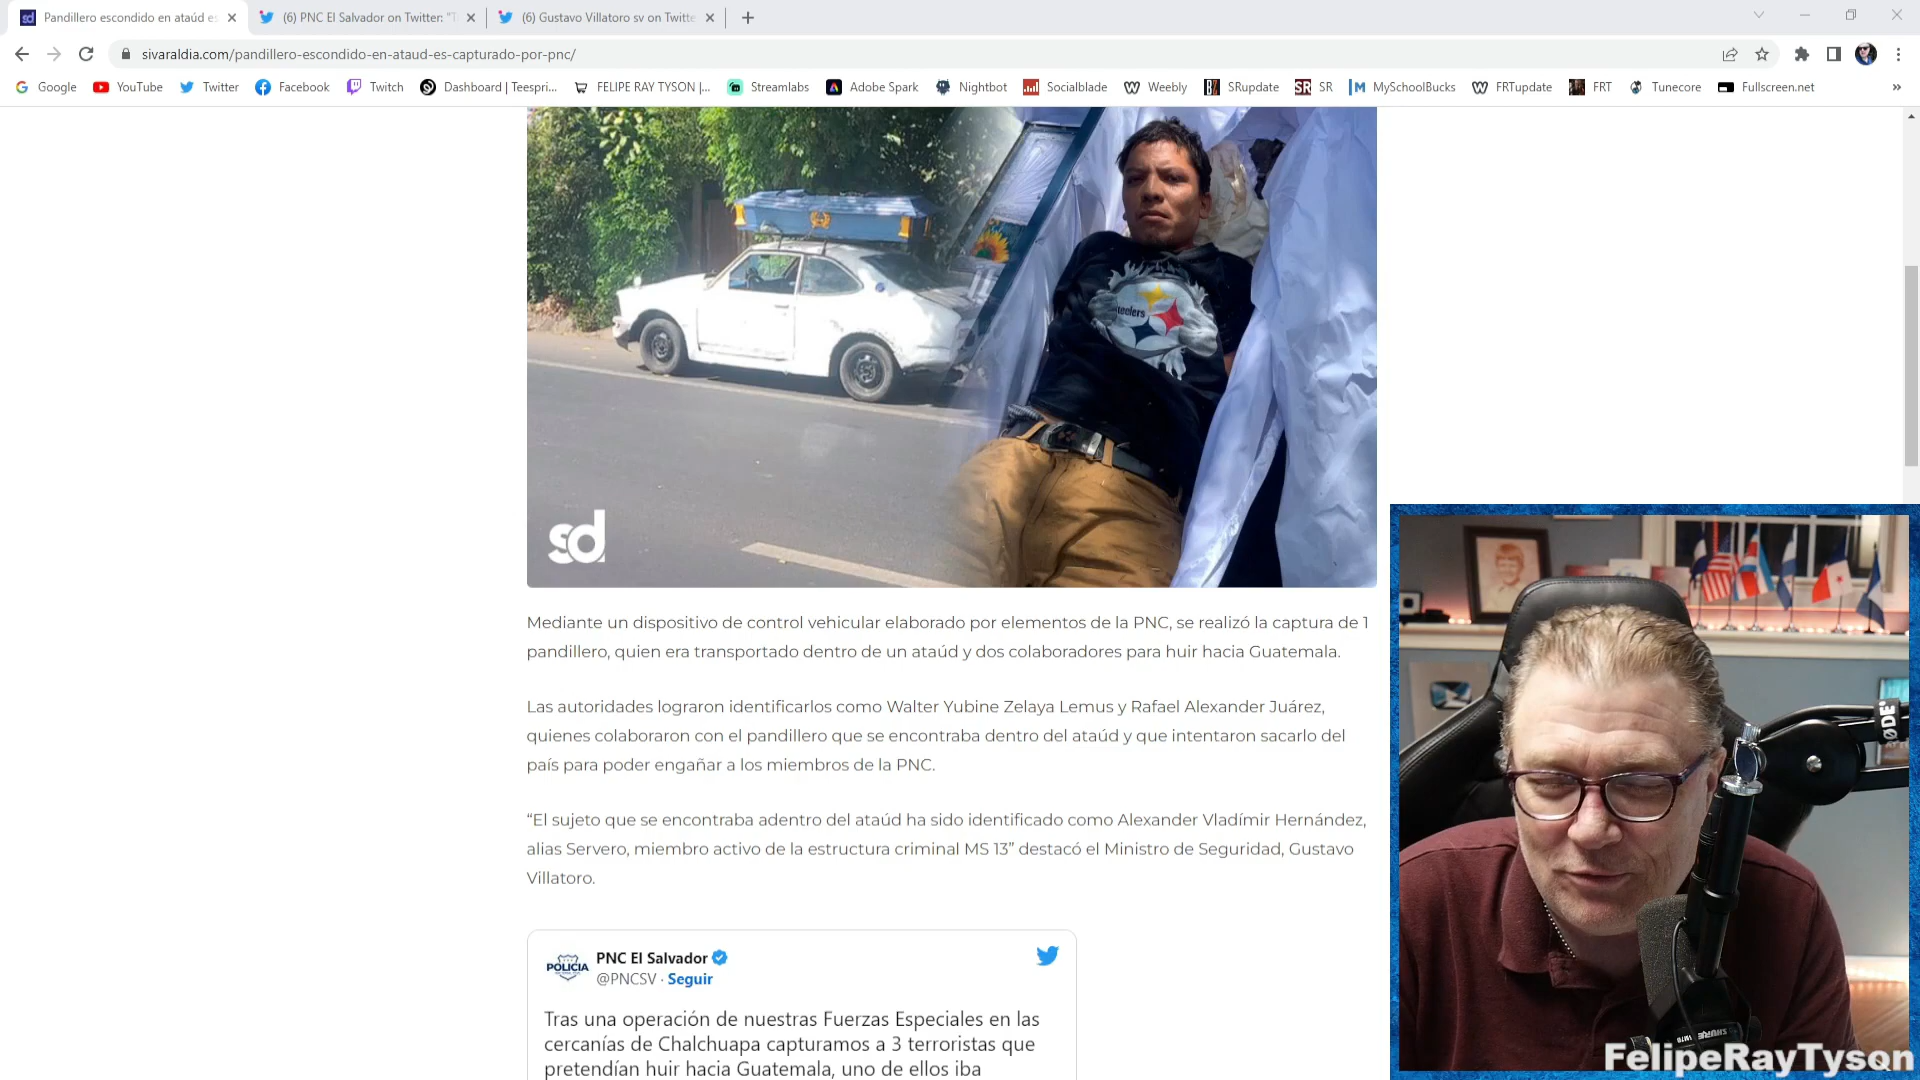 Pandillero escondido en ataúd es
(6) PNC El Salvador on Twitter: "T
(6) Gustavo Villatoro sv on Twitte
sivaraldia.com/pandillero-escondido-en-ataud-es-capturado-por-pnc/
Google YouTube Twitter Facebook Twitch Dashboard | Teespri... FELIPE RAY TYSON |... Streamlabs Adobe Spark Nightbot Socialblade Weebly SRupdate SR MySchoolBucks FRTupdate FRT Tunecore Fullscreen.net »
steelers
sd
Mediante un dispositivo de control vehicular elaborado por elementos de la PNC, se realizó la captura de 1
pandillero, quien era transportado dentro de un ataúd y dos colaboradores para huir hacia Guatemala.
Las autoridades lograron identificarlos como Walter Yubine Zelaya Lemus y Rafael Alexander Juárez,
quienes colaboraron con el pandillero que se encontraba dentro del ataúd y que intentaron sacarlo del
país para poder engañar a los miembros de la PNC.
“El sujeto que se encontraba adentro del ataúd ha sido identificado como Alexander Vladímir Hernández,
alias Servero, miembro activo de la estructura criminal MS 13” destacó el Ministro de Seguridad, Gustavo
Villatoro.
POLICIA
PNC El Salvador
@PNCSV · Seguir
Tras una operación de nuestras Fuerzas Especiales en las
cercanías de Chalchuapa capturamos a 3 terroristas que
pretendían huir hacia Guatemala, uno de ellos iba
RØDE
SHURE
FelipeRayTyson